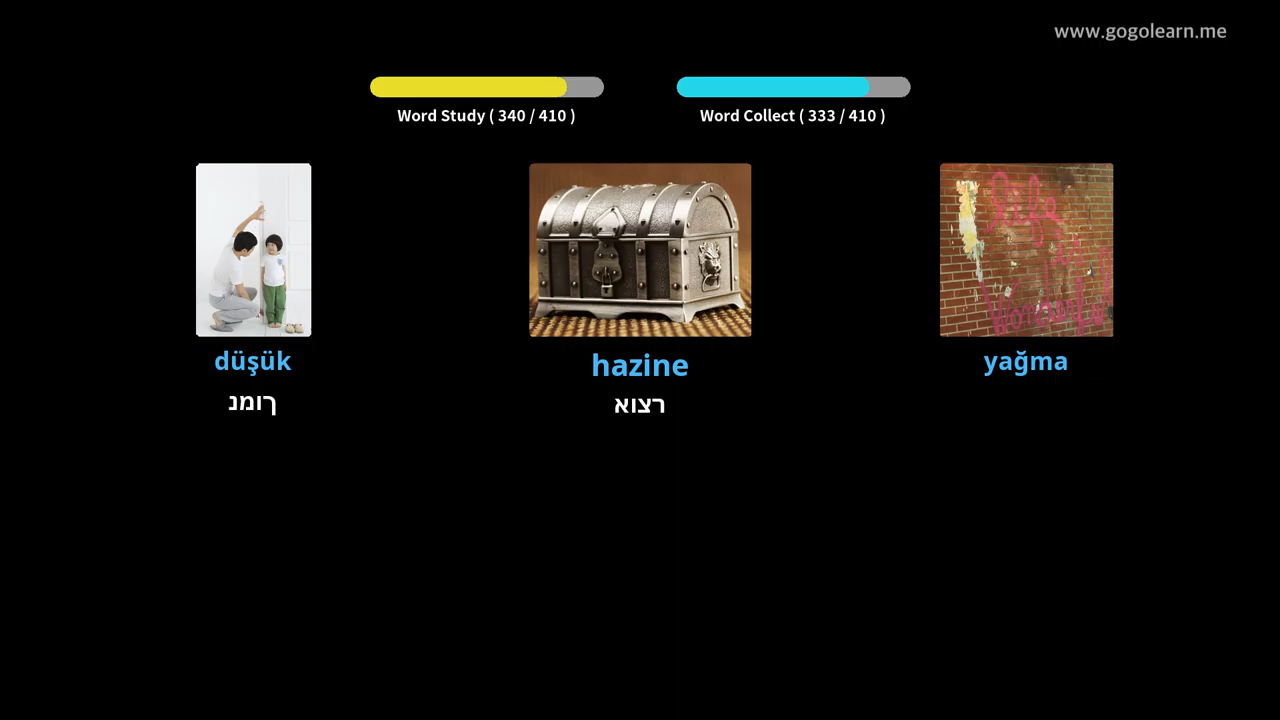 www.gogolearn.me
Word Study ( 340 / 410 )
Word Collect ( 333 / 410 )
düşük
נמוך
hazine
אוצר
yağma